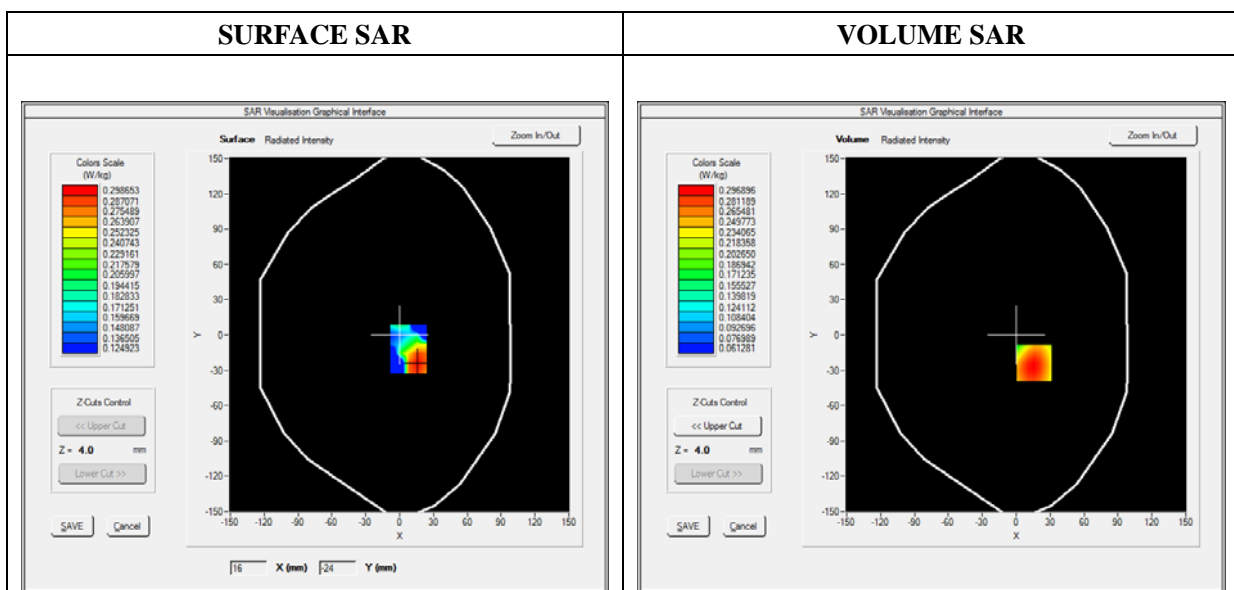 SURFACE SAR
VOLUME SAR
SAR Visualisation Graphical Interface
Surface Radiated Intensity
Zoom In/Out
Colors Scale
(W/kg)
0.298653
0.287071
0.275489
0.263907
0.252325
0.240743
0.229161
0.217579
0.205997
0.194415
0.182833
0.171251
0.159669
0.148087
0.136505
0.124923
Z-Cuts Control
<< Upper Cut
Z = 4.0 mm
Lower Cut >>
SAVE Cancel
150
120
90
60
30
0
-30
-60
-90
-120
-150
Y
-150 -120 -90 -60 -30 0 30 60 90 120 150
X
16 X (mm) -24 Y (mm)
SAR Visualisation Graphical Interface
Volume Radiated Intensity
Zoom In/Out
Colors Scale
(W/kg)
0.296896
0.281189
0.265481
0.249773
0.234065
0.218358
0.202650
0.186942
0.171235
0.155527
0.139819
0.124112
0.108404
0.092696
0.076989
0.061281
Z-Cuts Control
<< Upper Cut
Z = 4.0 mm
Lower Cut >>
SAVE Cancel
150
120
90
60
30
0
-30
-60
-90
-120
-150
Y
-150 -120 -90 -60 -30 0 30 60 90 120 150
X